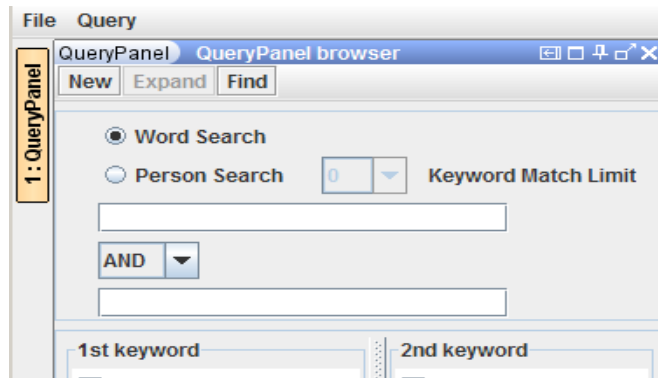 File Query
1 : QueryPanel
QueryPanel QueryPanel browser
New Expand Find
Word Search
Person Search 0 Keyword Match Limit
AND
1st keyword 2nd keyword